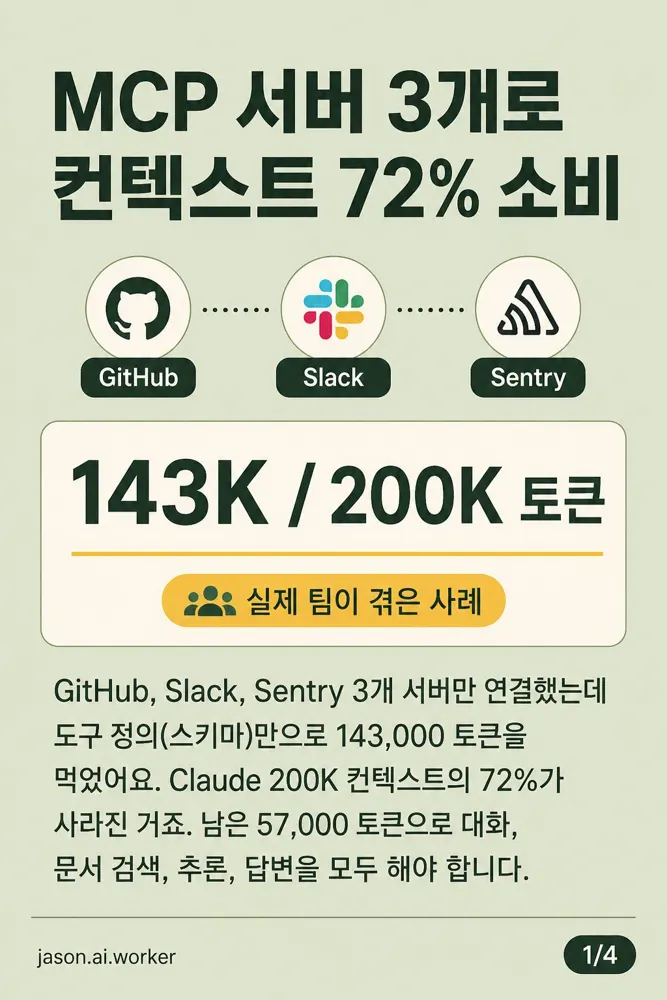 MCP 서버 3개로
컨텍스트 72% 소비
GitHub
Slack
Sentry
143K / 200K 토큰
실제 팀이 겪은 사례
GitHub, Slack, Sentry 3개 서버만 연결했는데
도구 정의(스키마)만으로 143,000 토큰을
먹었어요. Claude 200K 컨텍스트의 72%가
사라진 거죠. 남은 57,000 토큰으로 대화,
문서 검색, 추론, 답변을 모두 해야 합니다.
jason.ai.worker
1/4